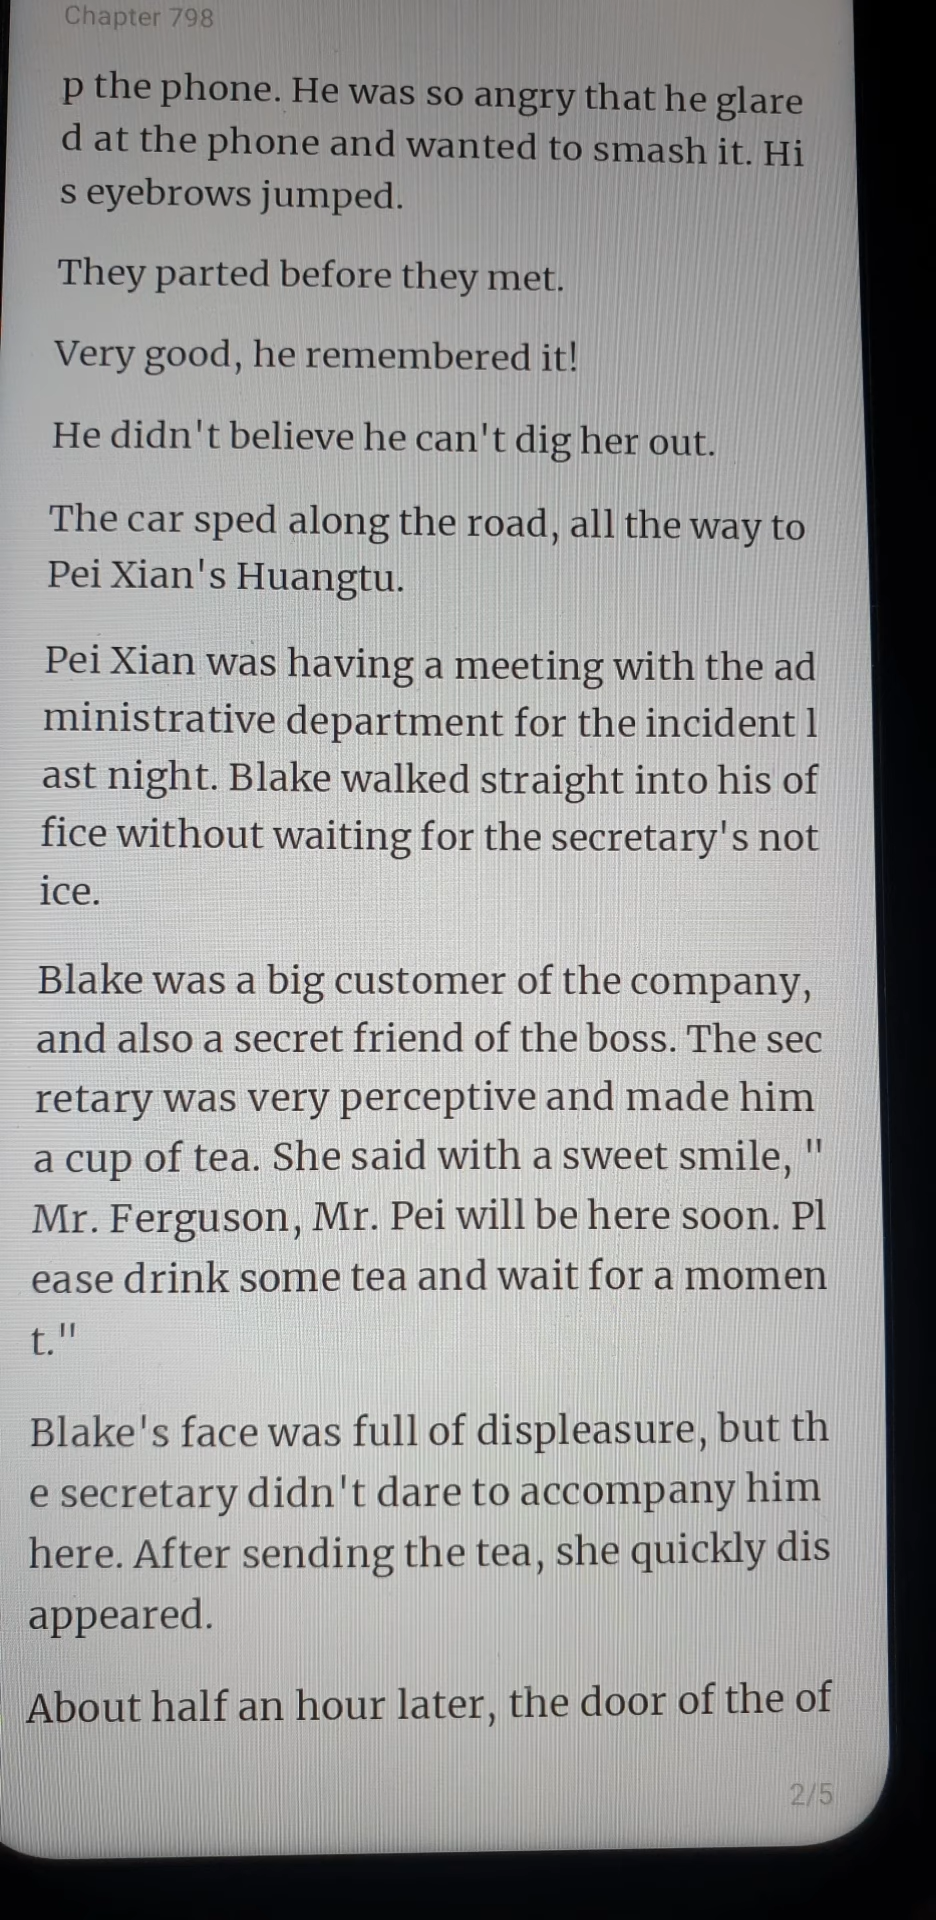 Chapter 798
p the phone. He was so angry that he glare
d at the phone and wanted to smash it. Hi
s eyebrows jumped.
They parted before they met.
Very good, he remembered it!
He didn't believe he can't dig her out.
The car sped along the road, all the way to
Pei Xian's Huangtu.
Pei Xian was having a meeting with the ad
ministrative department for the incident l
ast night. Blake walked straight into his of
fice without waiting for the secretary's not
ice.
Blake was a big customer of the company,
and also a secret friend of the boss. The sec
retary was very perceptive and made him
a cup of tea. She said with a sweet smile, "
Mr. Ferguson, Mr. Pei will be here soon. Pl
ease drink some tea and wait for a momen
t."
Blake's face was full of displeasure, but th
e secretary didn't dare to accompany him
here. After sending the tea, she quickly dis
appeared.
About half an hour later, the door of the of
2/5